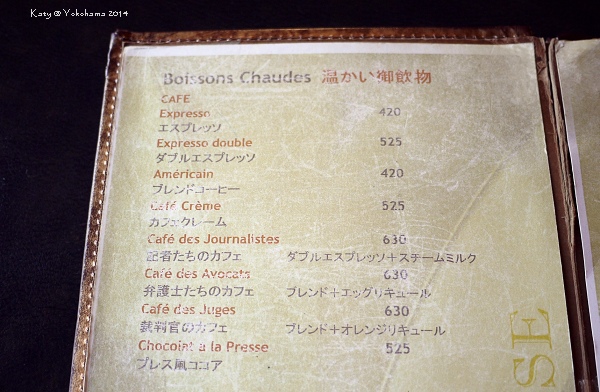 Katy @ Yokohama 2014
Boissons Chaudes 温かい御飲物
CAFE
Expresso 420
エスプレッソ
Expresso double 525
ダブルエスプレッソ
Américain 420
ブレンドコーヒー
Café Crème 525
カフェクレーム
Café des Journalistes 630
記者たちのカフェ ダブルエスプレッソ＋スチームミルク
Café des Avocats 630
弁護士たちのカフェ ブレンド＋エッグリキュール
Café des Juges 630
裁判官のカフェ ブレンド＋オレンジリキュール
Chocolat à la Presse 525
プレス風ココア
SE